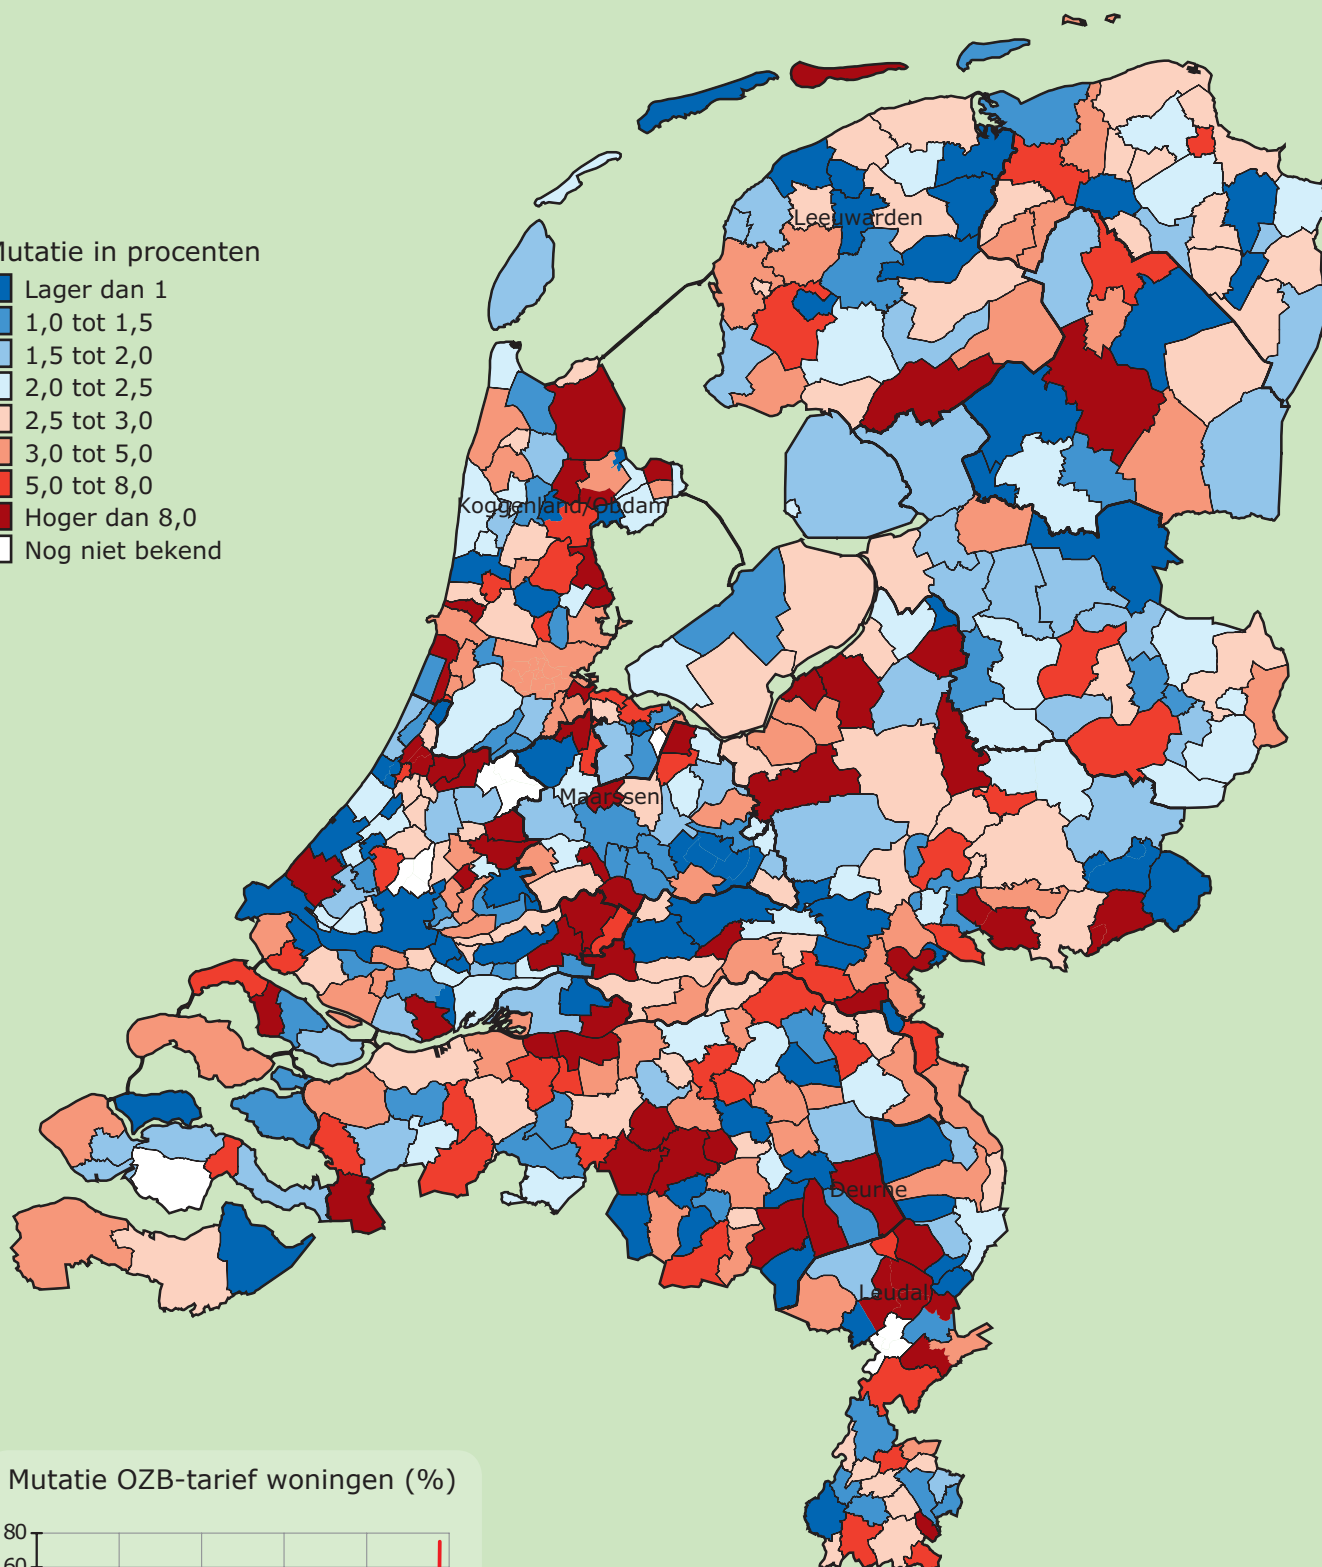 Mutatie in procenten
Lager dan 1
1,0 tot 1,5
1,5 tot 2,0
2,0 tot 2,5
2,5 tot 3,0
3,0 tot 5,0
5,0 tot 8,0
Hoger dan 8,0
Nog niet bekend
Leeuwarden
Koggenland/Obdam
Maarssen
Deurne
Leudal
Mutatie OZB-tarief woningen (%)
80
60